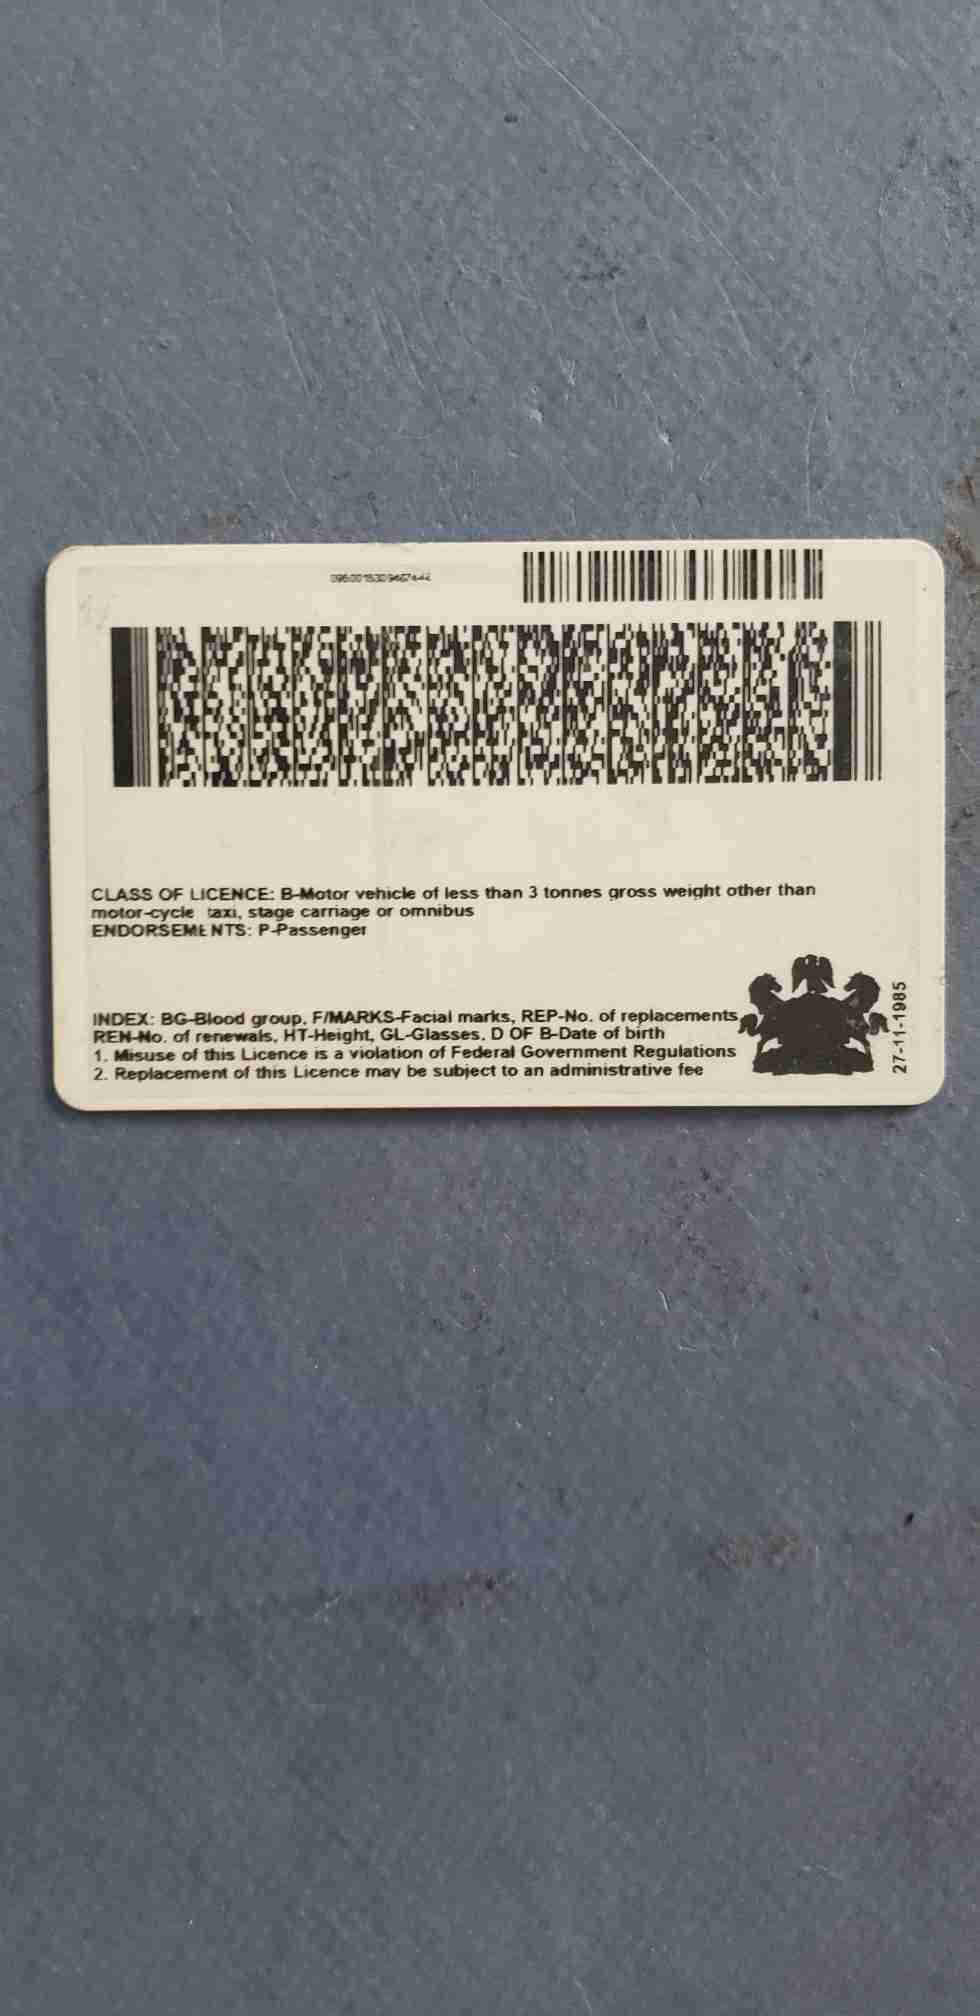 CLASS OF LICENCE: B-Motor vehicle of less than 3 tonnes gross weight other than
motor-cycle taxi, stage carriage or omnibus
ENDORSEMENTS: P-Passenger
INDEX: BG-Blood group, F/MARKS-Facial marks, REP-No. of replacements,
REN-No. of renewals, HT-Height, GL-Glasses, D OF B-Date of birth
1. Misuse of this Licence is a violation of Federal Government Regulations
2. Replacement of this Licence may be subject to an administrative fee
27-11-1985